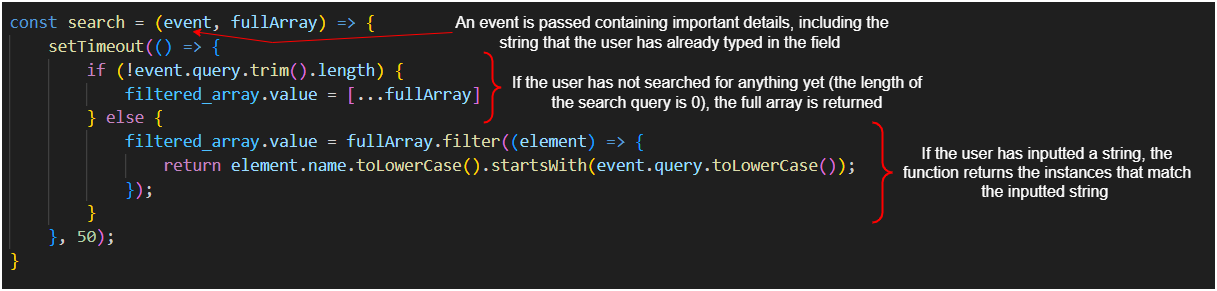 const search = (event, fullArray) => {
An event is passed containing important details, including the
string that the user has already typed in the field
setTimeout(() => {
if (!event.query.trim().length) {
filtered_array.value = [...fullArray]
If the user has not searched for anything yet (the length of
the search query is 0), the full array is returned
} else {
filtered_array.value = fullArray.filter((element) => {
return element.name.toLowerCase().startsWith(event.query.toLowerCase());
});
If the user has inputted a string, the
function returns the instances that match
the inputted string
}
}, 50);
}